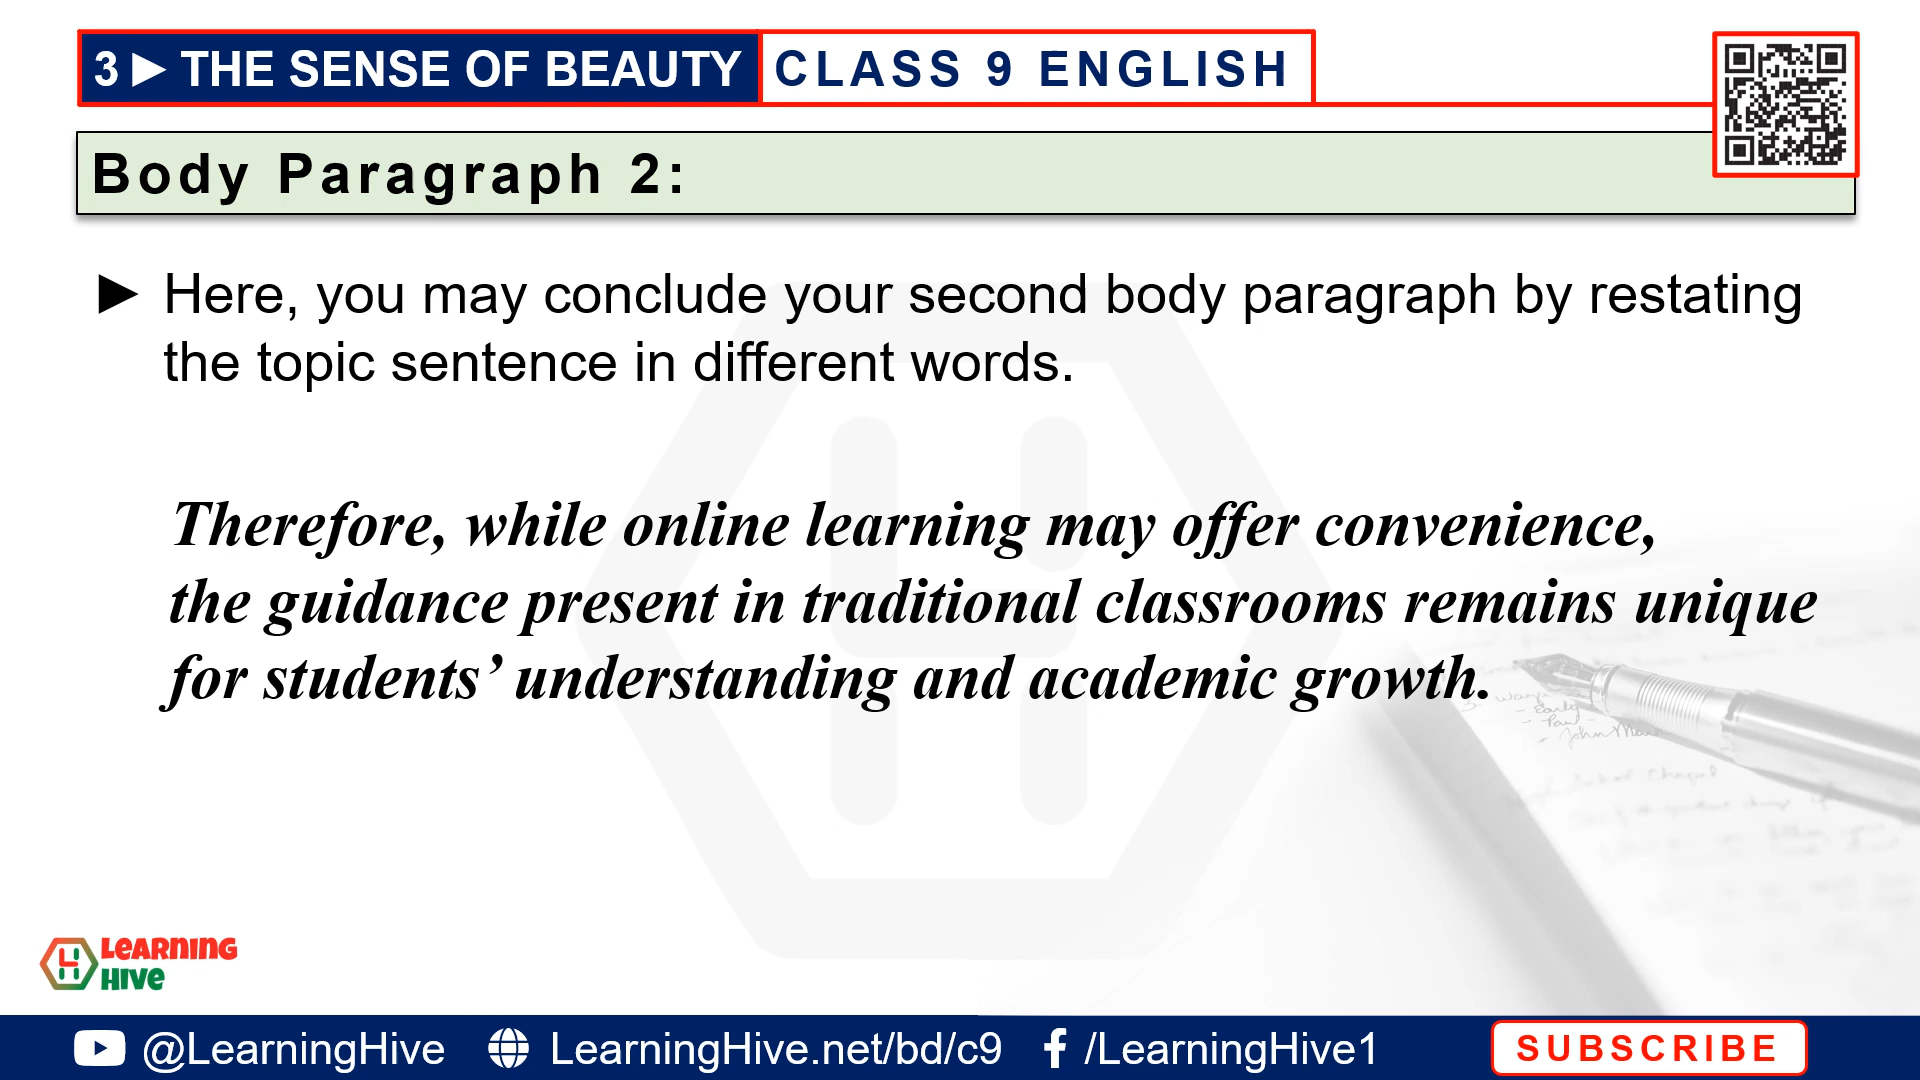 3 ► THE SENSE OF BEAUTY CLASS 9 ENGLISH
Body Paragraph 2:
► Here, you may conclude your second body paragraph by restating
the topic sentence in different words.
Therefore, while online learning may offer convenience,
the guidance present in traditional classrooms remains unique
for students’ understanding and academic growth.
LEARNING
HIVE
@LearningHive LearningHive.net/bd/c9 /LearningHive1 SUBSCRIBE